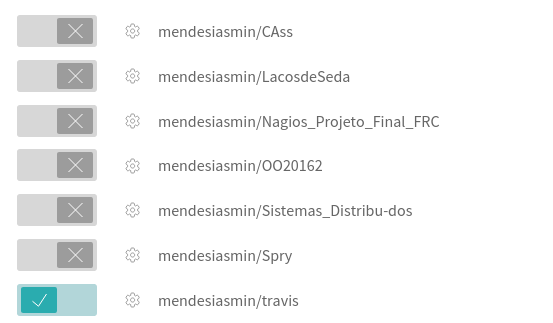 mendesiasmin/CAss
mendesiasmin/LacosdeSeda
mendesiasmin/Nagios_Projeto_Final_FRC
mendesiasmin/OO20162
mendesiasmin/Sistemas_Distribu-dos
mendesiasmin/Spry
mendesiasmin/travis